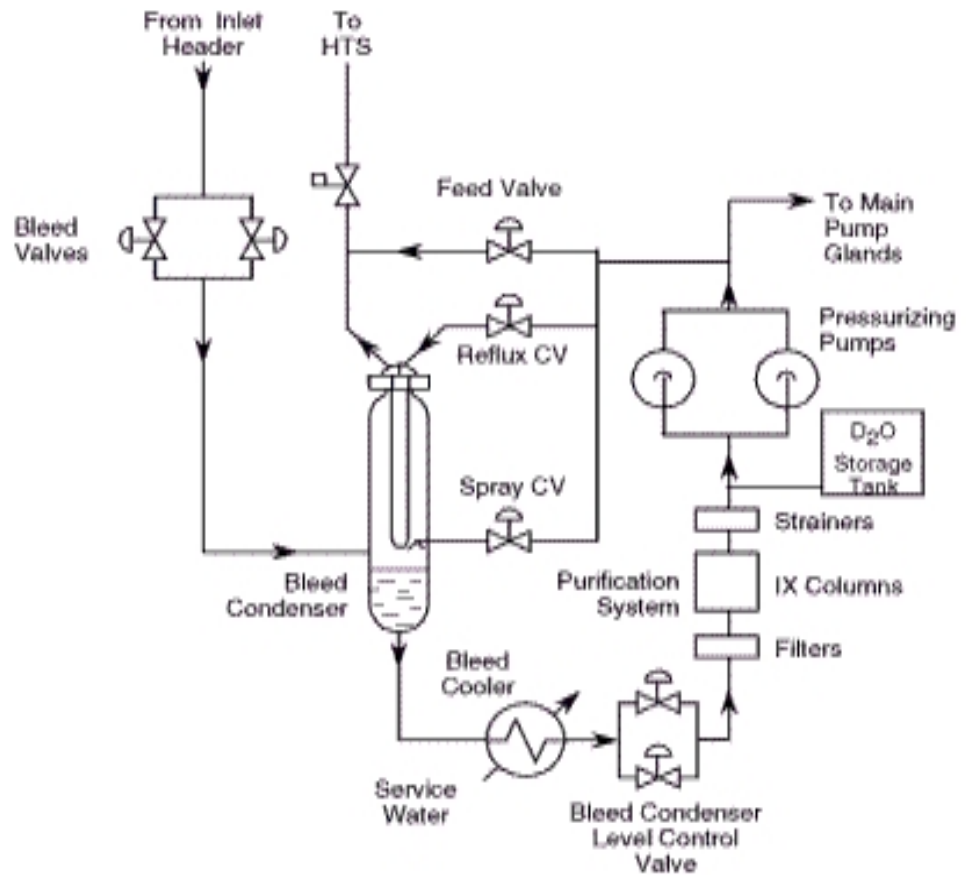 From Inlet
Header
To
HTS
Feed Valve
To Main
Pump
Glands
Bleed
Valves
Reflux CV
Pressurizing
Pumps
D2O
Storage
Tank
Spray CV
Strainers
Bleed
Condenser
Purification
System
IX Columns
Filters
Bleed
Cooler
Service
Water
Bleed Condenser
Level Control
Valve